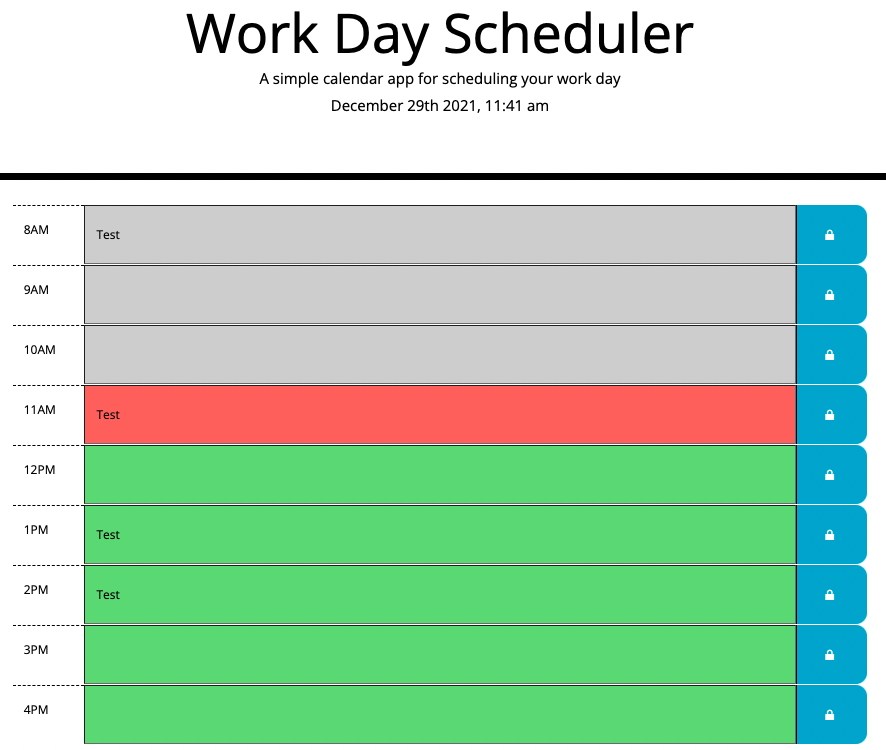 Work Day Scheduler
A simple calendar app for scheduling your work day
December 29th 2021, 11:41 am
8AM Test
9AM
10AM
11AM Test
12PM
1PM Test
2PM Test
3PM
4PM